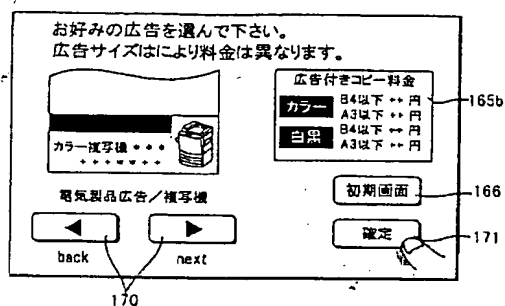 お好みの広告を選んで下さい。
広告サイズはにより料金は異なります。
カラー複写機 * * *
* * * * * * *
電気製品広告／複写機
back
next
170
広告付きコピー料金
カラー B4以下 ** 円
A3以下 ** 円
白黒 B4以下 ** 円
A3以下 ** 円
165b
初期画面
166
確定
171